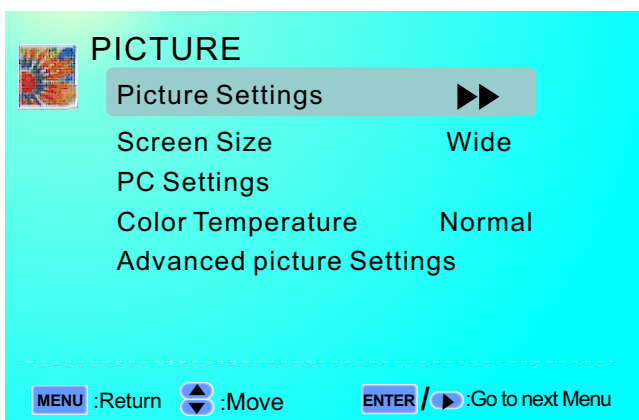 PICTURE
Picture Settings
Screen Size Wide
PC Settings
Color Temperature Normal
Advanced picture Settings
MENU :Return :Move ENTER / :Go to next Menu